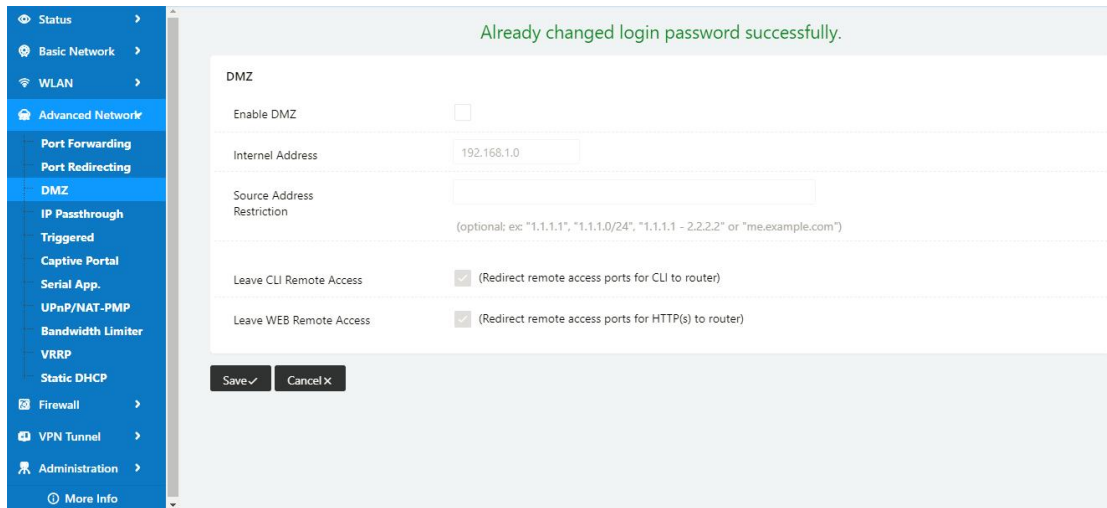 Status
Basic Network
WLAN
Advanced Network
Port Forwarding
Port Redirecting
DMZ
IP Passthrough
Triggered
Captive Portal
Serial App.
UPnP/NAT-PMP
Bandwidth Limiter
VRRP
Static DHCP
Firewall
VPN Tunnel
Administration
More Info
Already changed login password successfully.
DMZ
Enable DMZ
Internet Address
192.168.1.0
Source Address
Restriction
(optional; ex: "1.1.1.1", "1.1.1.0/24", "1.1.1.1 - 2.2.2.2" or "me.example.com")
Leave CLI Remote Access
(Redirect remote access ports for CLI to router)
Leave WEB Remote Access
(Redirect remote access ports for HTTP(s) to router)
Save
Cancel